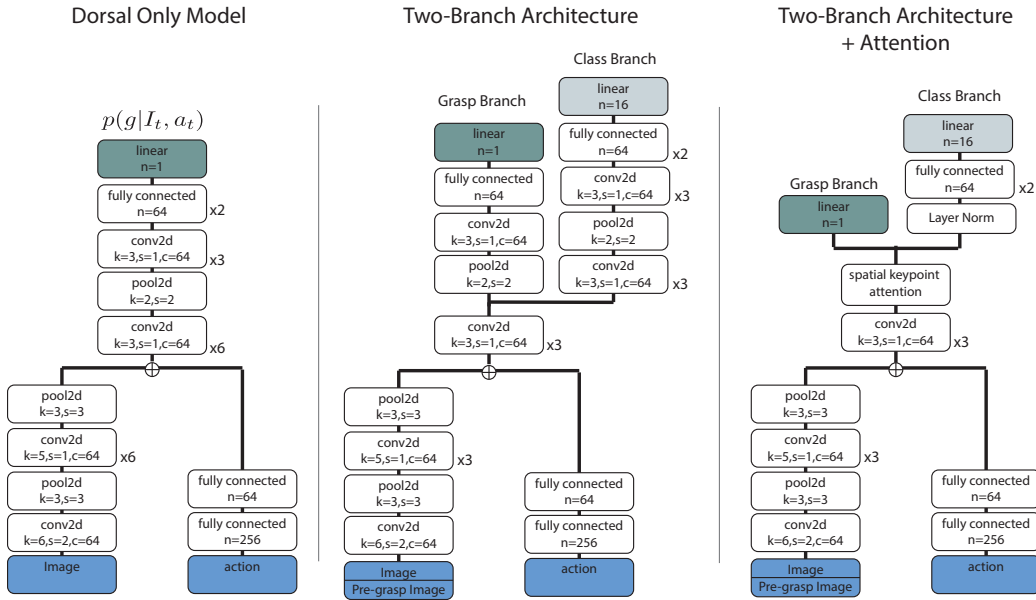 Dorsal Only Model
p(g|I_t, a_t)
linear
n=1
fully connected
n=64
x2
conv2d
k=3,s=1,c=64
x3
pool2d
k=2,s=2
conv2d
k=3,s=1,c=64
x6
pool2d
k=3,s=3
conv2d
k=5,s=1,c=64
x6
pool2d
k=3,s=3
conv2d
k=6,s=2,c=64
Image
fully connected
n=64
fully connected
n=256
action
Two-Branch Architecture
Grasp Branch
linear
n=1
fully connected
n=64
conv2d
k=3,s=1,c=64
pool2d
k=2,s=2
Class Branch
linear
n=16
fully connected
n=64
x2
conv2d
k=3,s=1,c=64
x3
pool2d
k=2,s=2
conv2d
k=3,s=1,c=64
x3
conv2d
k=3,s=1,c=64
x3
pool2d
k=3,s=3
conv2d
k=5,s=1,c=64
x3
pool2d
k=3,s=3
conv2d
k=6,s=2,c=64
Image
Pre-grasp Image
fully connected
n=64
fully connected
n=256
action
Two-Branch Architecture
+ Attention
Class Branch
linear
n=16
fully connected
n=64
x2
Layer Norm
Grasp Branch
linear
n=1
spatial keypoint
attention
conv2d
k=3,s=1,c=64
x3
pool2d
k=3,s=3
conv2d
k=5,s=1,c=64
x3
pool2d
k=3,s=3
conv2d
k=6,s=2,c=64
Image
Pre-grasp Image
fully connected
n=64
fully connected
n=256
action